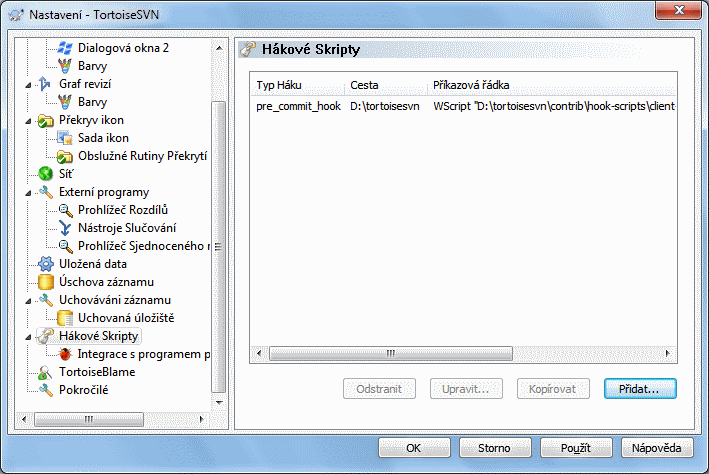 Nastavení - TortoiseSVN
Dialogová okna 2
Barvy
Graf revizí
Barvy
Překryv ikon
Sada ikon
Obslužné Rutiny Překrytí
Síť
Externí programy
Prohlížeč Rozdílů
Nástroje Slučování
Prohlížeč Sjednoceného r
Uložená data
Úschova záznamu
Uchováváni záznamu
Uchovaná úložiště
Hákové Skripty
Integrace s programem p
TortoiseBlame
Pokročilé
Hákové Skripty
Typ Háku Cesta Příkazová řádka
pre_commit_hook D:\tortoisesvn WScript "D:\tortoisesvn\contrib\hook-scripts\client
Odstranit Upravit... Kopírovat Přidat...
OK Storno Použít Nápověda